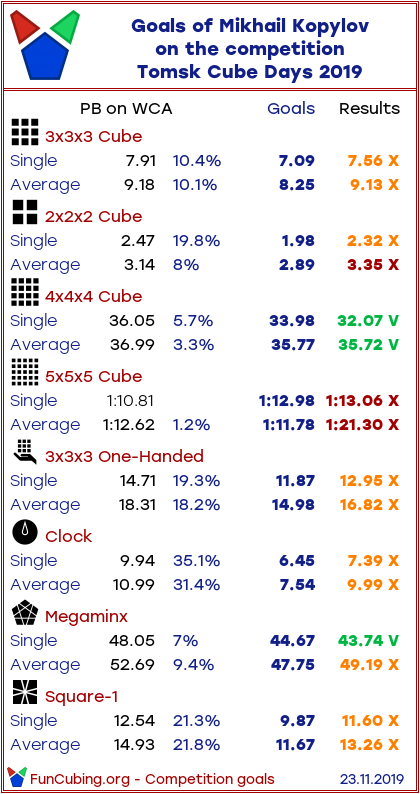 Goals of Mikhail Kopylov
on the competition
Tomsk Cube Days 2019
PB on WCA Goals Results
3x3x3 Cube
Single 7.91 10.4% 7.09 7.56 X
Average 9.18 10.1% 8.25 9.13 X
2x2x2 Cube
Single 2.47 19.8% 1.98 2.32 X
Average 3.14 8% 2.89 3.35 X
4x4x4 Cube
Single 36.05 5.7% 33.98 32.07 V
Average 36.99 3.3% 35.77 35.72 V
5x5x5 Cube
Single 1:10.81 1:12.98 1:13.06 X
Average 1:12.62 1.2% 1:11.78 1:21.30 X
3x3x3 One-Handed
Single 14.71 19.3% 11.87 12.95 X
Average 18.31 18.2% 14.98 16.82 X
Clock
Single 9.94 35.1% 6.45 7.39 X
Average 10.99 31.4% 7.54 9.99 X
Megaminx
Single 48.05 7% 44.67 43.74 V
Average 52.69 9.4% 47.75 49.19 X
Square-1
Single 12.54 21.3% 9.87 11.60 X
Average 14.93 21.8% 11.67 13.26 X
FunCubing.org - Competition goals 23.11.2019